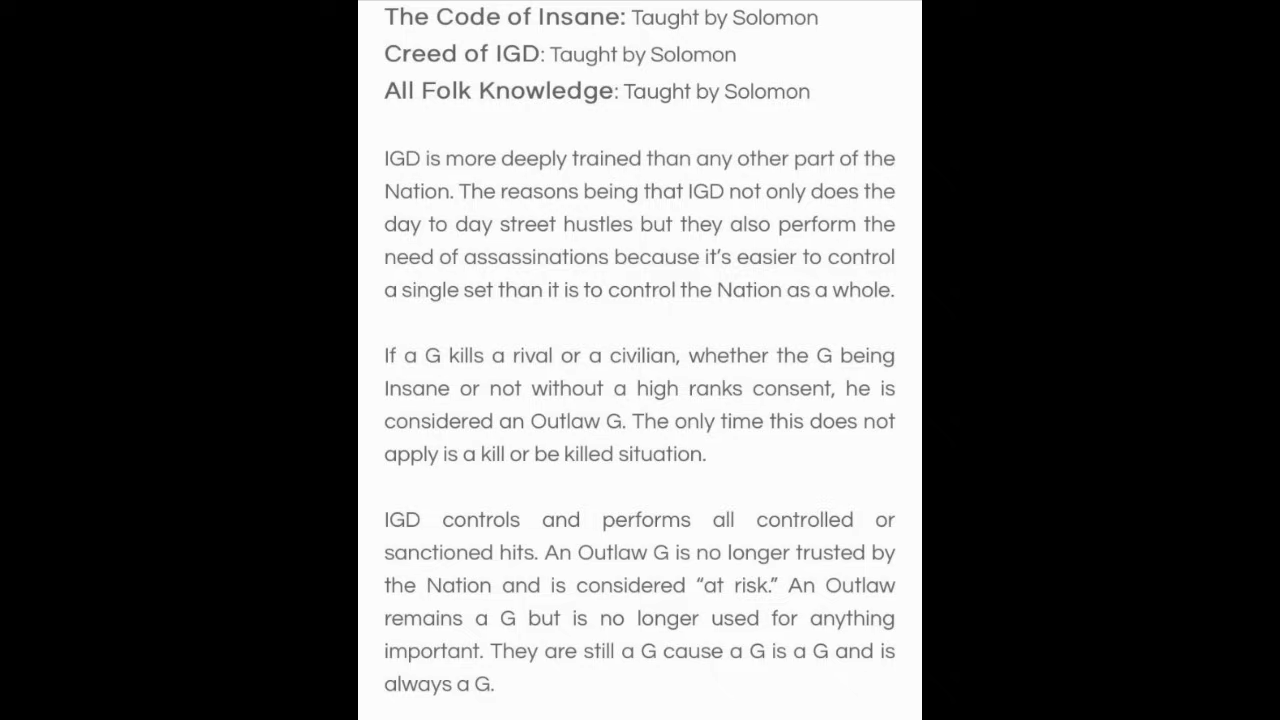 The Code of Insane: Taught by Solomon
Creed of IGD: Taught by Solomon
All Folk Knowledge: Taught by Solomon
IGD is more deeply trained than any other part of the
Nation. The reasons being that IGD not only does the
day to day street hustles but they also perform the
need of assassinations because it’s easier to control
a single set than it is to control the Nation as a whole.
If a G kills a rival or a civilian, whether the G being
Insane or not without a high ranks consent, he is
considered an Outlaw G. The only time this does not
apply is a kill or be killed situation.
IGD controls and performs all controlled or
sanctioned hits. An Outlaw G is no longer trusted by
the Nation and is considered “at risk.” An Outlaw
remains a G but is no longer used for anything
important. They are still a G cause a G is a G and is
always a G.